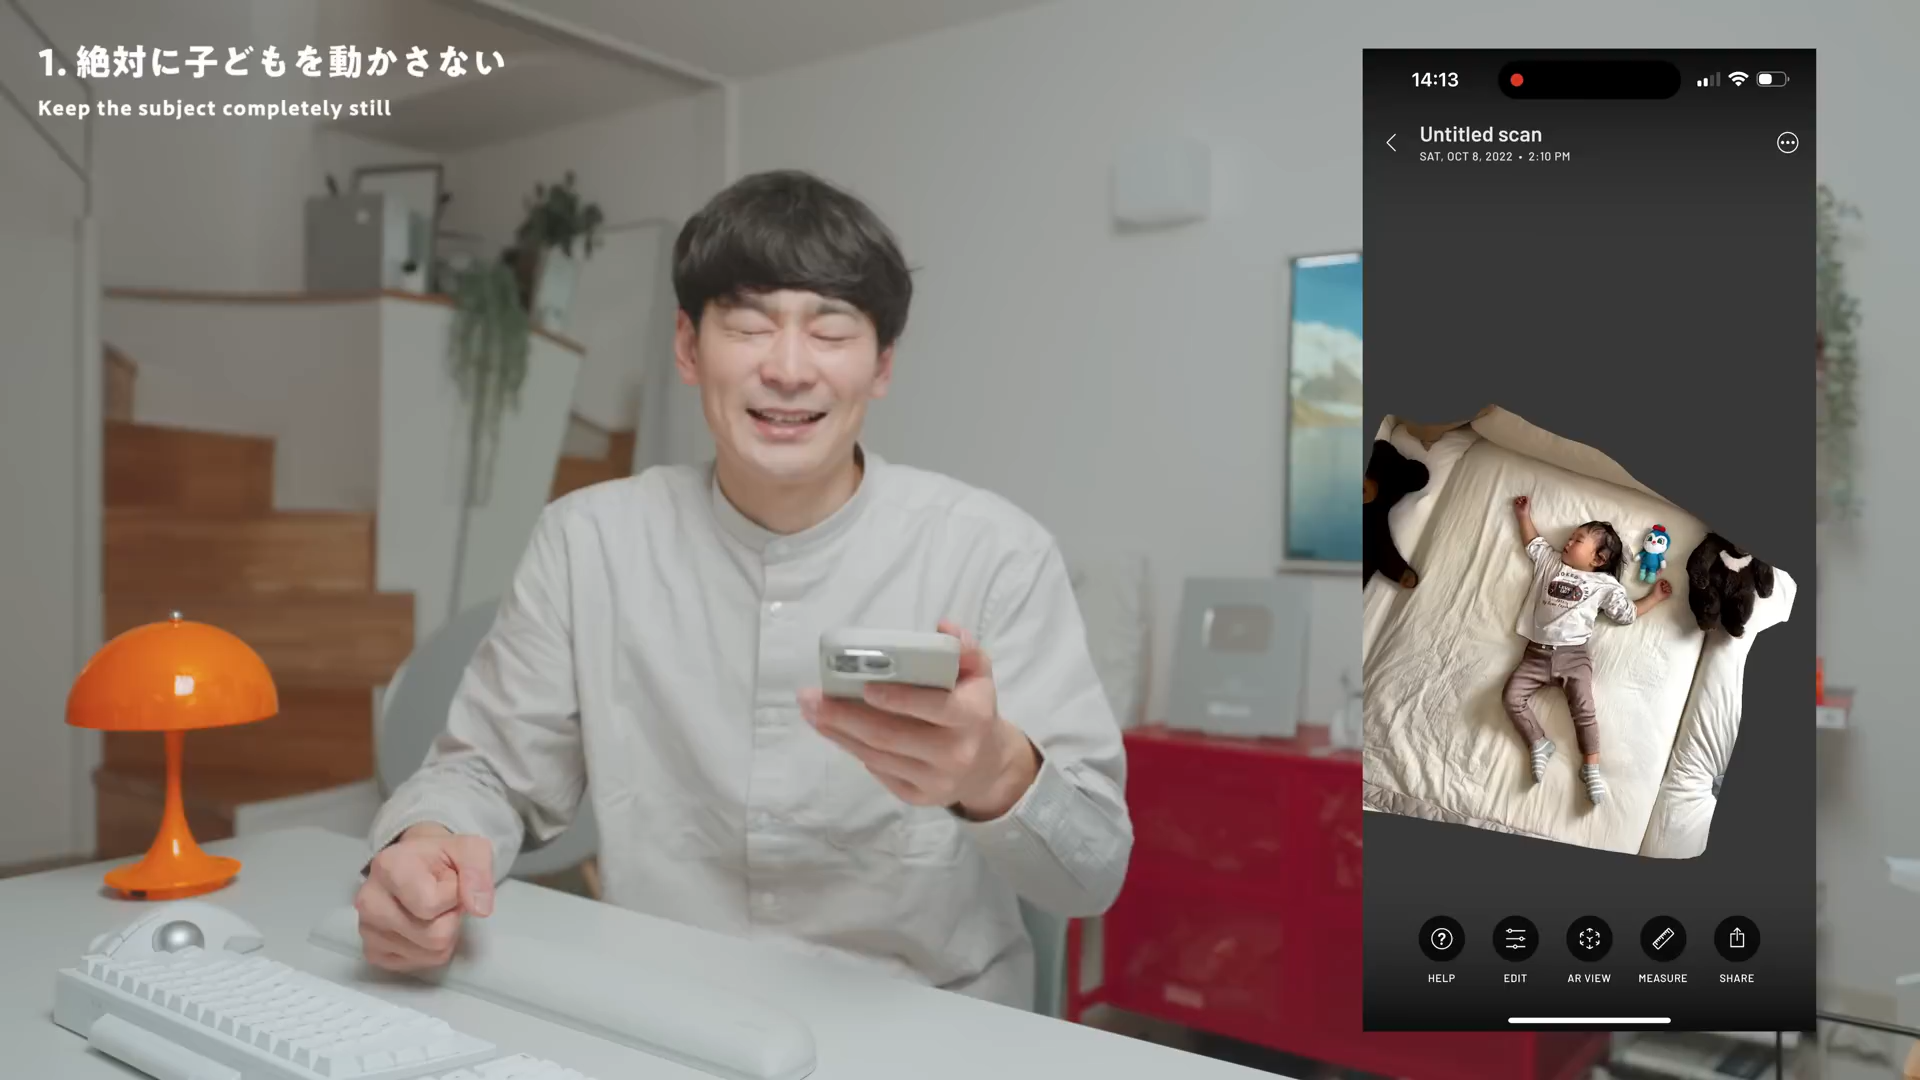 1. 絶対に子どもを動かさない
Keep the subject completely still
14:13
Untitled scan
SAT, OCT 8, 2022 • 2:10 PM
HELP
EDIT
AR VIEW
MEASURE
SHARE